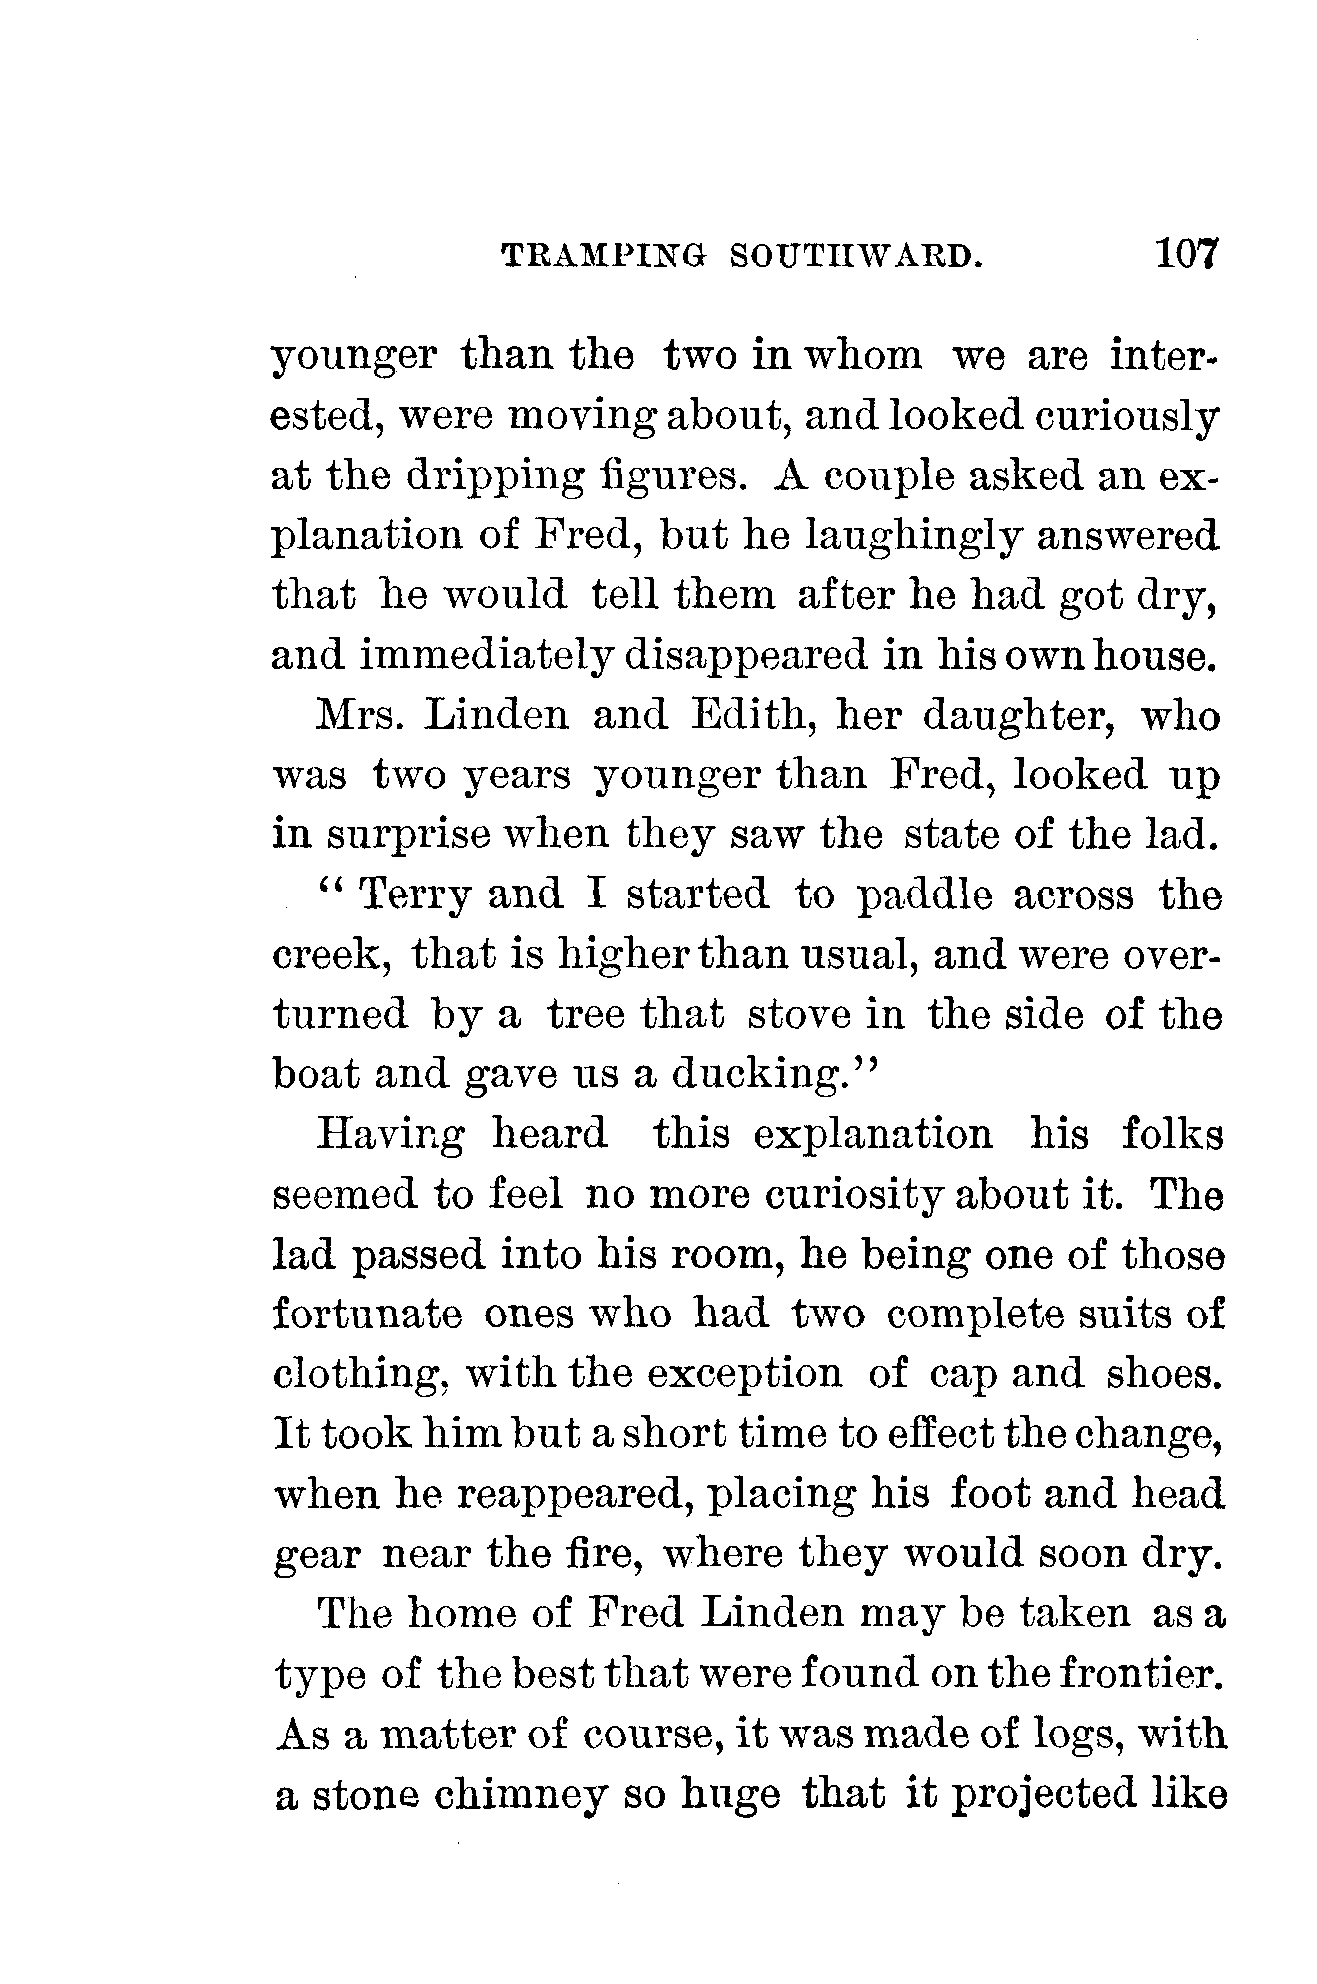 TRAMPING SOUTHWARD. 107
younger than the two in whom we are inter-
ested, were moving about, and looked curiously
at the dripping figures. A couple asked an ex-
planation of Fred, but he laughingly answered
that he would tell them after he had got dry,
and immediately disappeared in his own house.
Mrs. Linden and Edith, her daughter, who
was two years younger than Fred, looked up
in surprise when they saw the state of the lad.
“ Terry and I started to paddle across the
creek, that is higher than usual, and were over-
turned by a tree that stove in the side of the
boat and gave us a ducking.”
Having heard this explanation his folks
seemed to feel no more curiosity about it. The
lad passed into his room, he being one of those
fortunate ones who had two complete suits of
clothing, with the exception of cap and shoes.
It took him but a short time to effect the change,
when he reappeared, placing his foot and head
gear near the fire, where they would soon dry.
The home of Fred Linden may be taken as a
type of the best that were found on the frontier.
As a matter of course, it was made of logs, with
a stone chimney so huge that it projected like